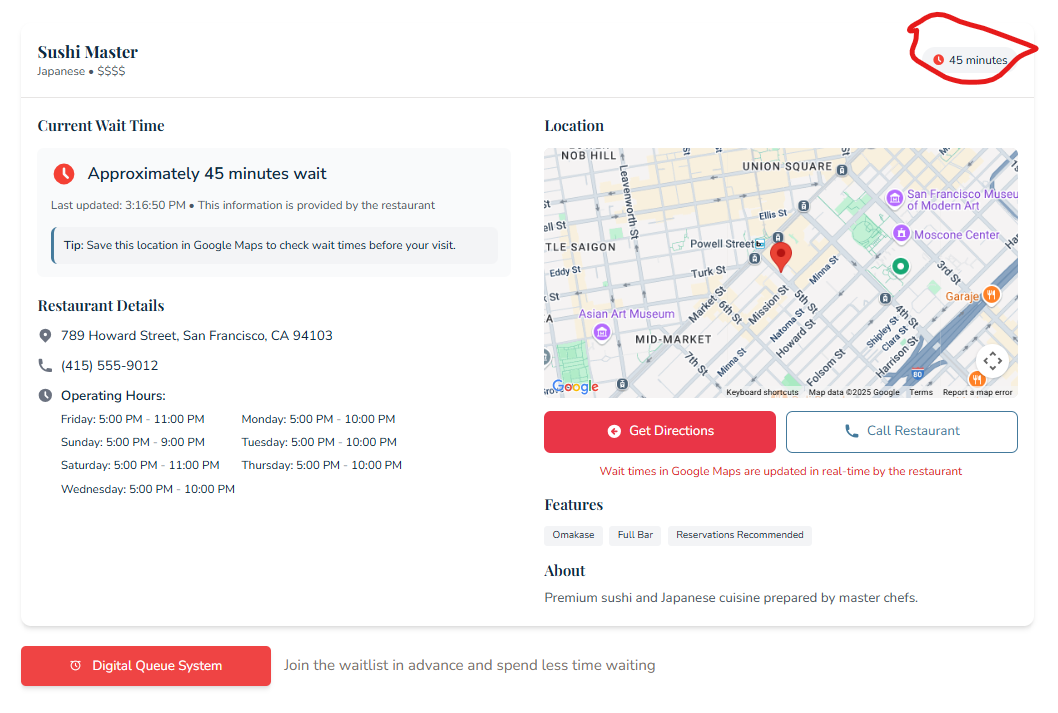 Sushi Master
Japanese • $$$$
45 minutes
Current Wait Time
Approximately 45 minutes wait
Last updated: 3:16:50 PM • This information is provided by the restaurant
Tip: Save this location in Google Maps to check wait times before your visit.
Restaurant Details
789 Howard Street, San Francisco, CA 94103
(415) 555-9012
Operating Hours:
Friday: 5:00 PM - 11:00 PM
Monday: 5:00 PM - 10:00 PM
Sunday: 5:00 PM - 9:00 PM
Tuesday: 5:00 PM - 10:00 PM
Saturday: 5:00 PM - 11:00 PM
Thursday: 5:00 PM - 10:00 PM
Wednesday: 5:00 PM - 10:00 PM
Location
NOB HILL
UNION SQUARE
Leavenworth St
San Francisco Museu
of Modern Art
Ellis St
Moscone Center
TLE SAIGON
Powell Street
Eddy St
Turk St
Minna St
3rd St
Market St
Mission St
5th St
6th St
Natoma St
Howard St
4th St
Garaje
Asian Art Museum
Shipley St
Clara St
Harrison St
MID-MARKET
7th St
Minna St
Folsom St
80
Google
Keyboard shortcuts
Map data ©2025 Google
Terms
Report a map error
Get Directions
Call Restaurant
Wait times in Google Maps are updated in real-time by the restaurant
Features
Omakase
Full Bar
Reservations Recommended
About
Premium sushi and Japanese cuisine prepared by master chefs.
Digital Queue System
Join the waitlist in advance and spend less time waiting